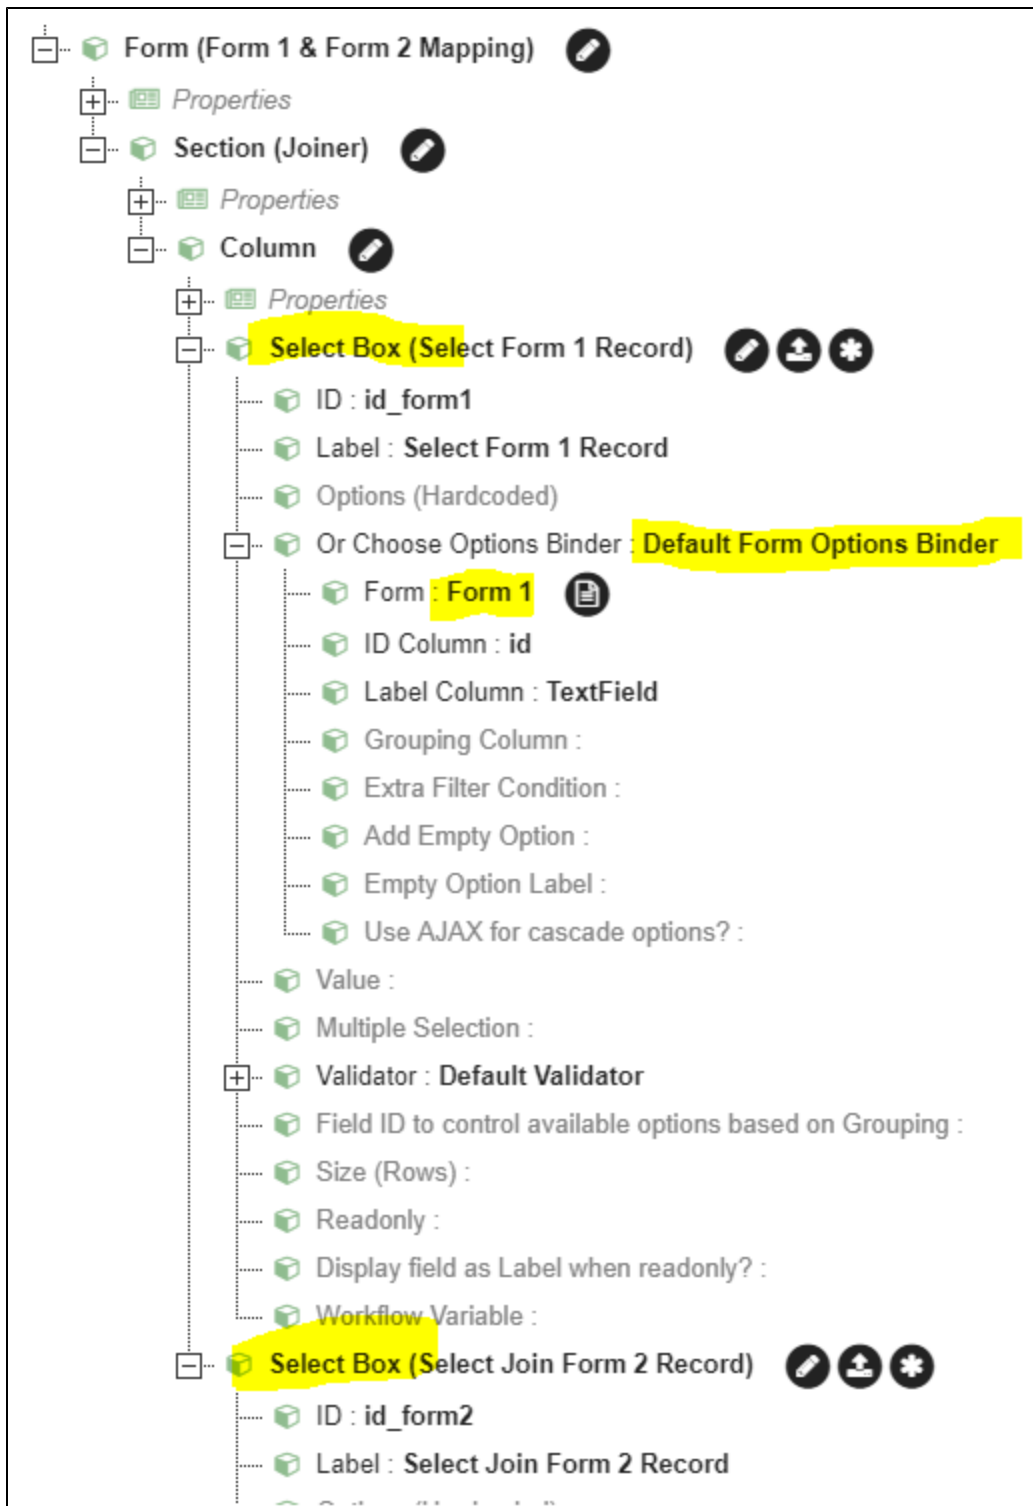 Form (Form 1 & Form 2 Mapping)
Properties
Section (Joiner)
Properties
Column
Properties
Select Box (Select Form 1 Record)
ID : id_form1
Label : Select Form 1 Record
Options (Hardcoded)
Or Choose Options Binder : Default Form Options Binder
Form : Form 1
ID Column : id
Label Column : TextField
Grouping Column :
Extra Filter Condition :
Add Empty Option :
Empty Option Label :
Use AJAX for cascade options? :
Value :
Multiple Selection :
Validator : Default Validator
Field ID to control available options based on Grouping :
Size (Rows) :
Readonly :
Display field as Label when readonly? :
Workflow Variable :
Select Box (Select Join Form 2 Record)
ID : id_form2
Label : Select Join Form 2 Record